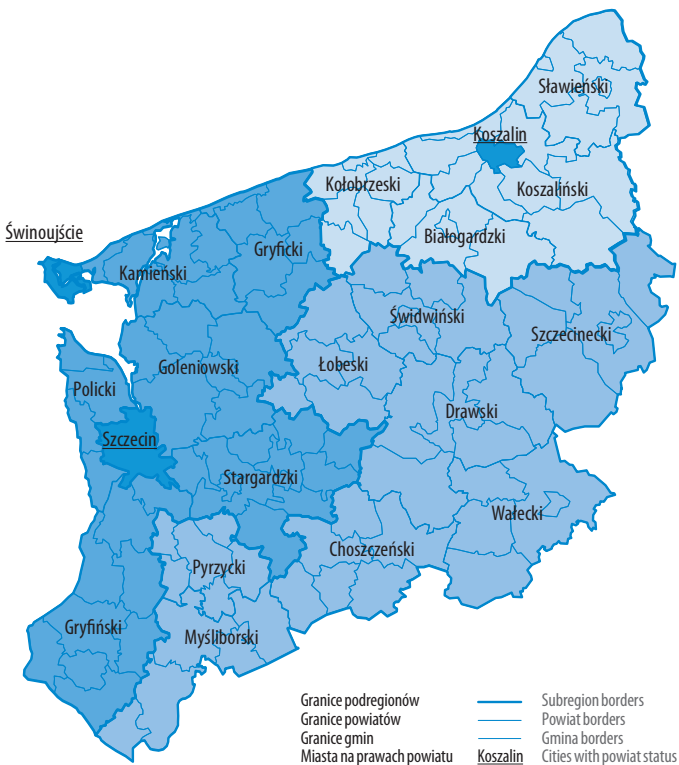 Sławieński
Koszalin
Kołobrzeski
Koszaliński
Białogardzki
Świnoujście
Gryficki
Kamieński
Świdwiński
Szczecinecki
Łobeski
Goleniowski
Policki
Drawski
Szczecin
Stargardzki
Wałecki
Choszczeński
Pyrzycki
Gryfiński
Myśliborski
Granice podregionów Subregion borders
Granice powiatów Powiat borders
Granice gmin Gmina borders
Miasta na prawach powiatu Koszalin Cities with powiat status